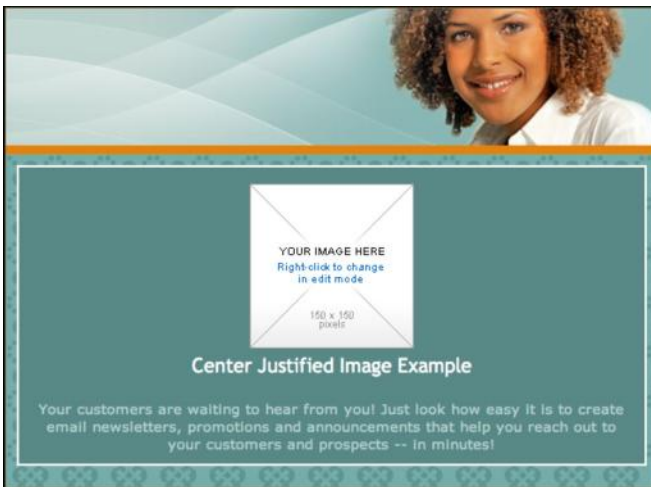 YOUR IMAGE HERE
Right-click to change
in edit mode
150 x 150
pixels
Center Justified Image Example
Your customers are waiting to hear from you! Just look how easy it is to create
email newsletters, promotions and announcements that help you reach out to
your customers and prospects -- in minutes!